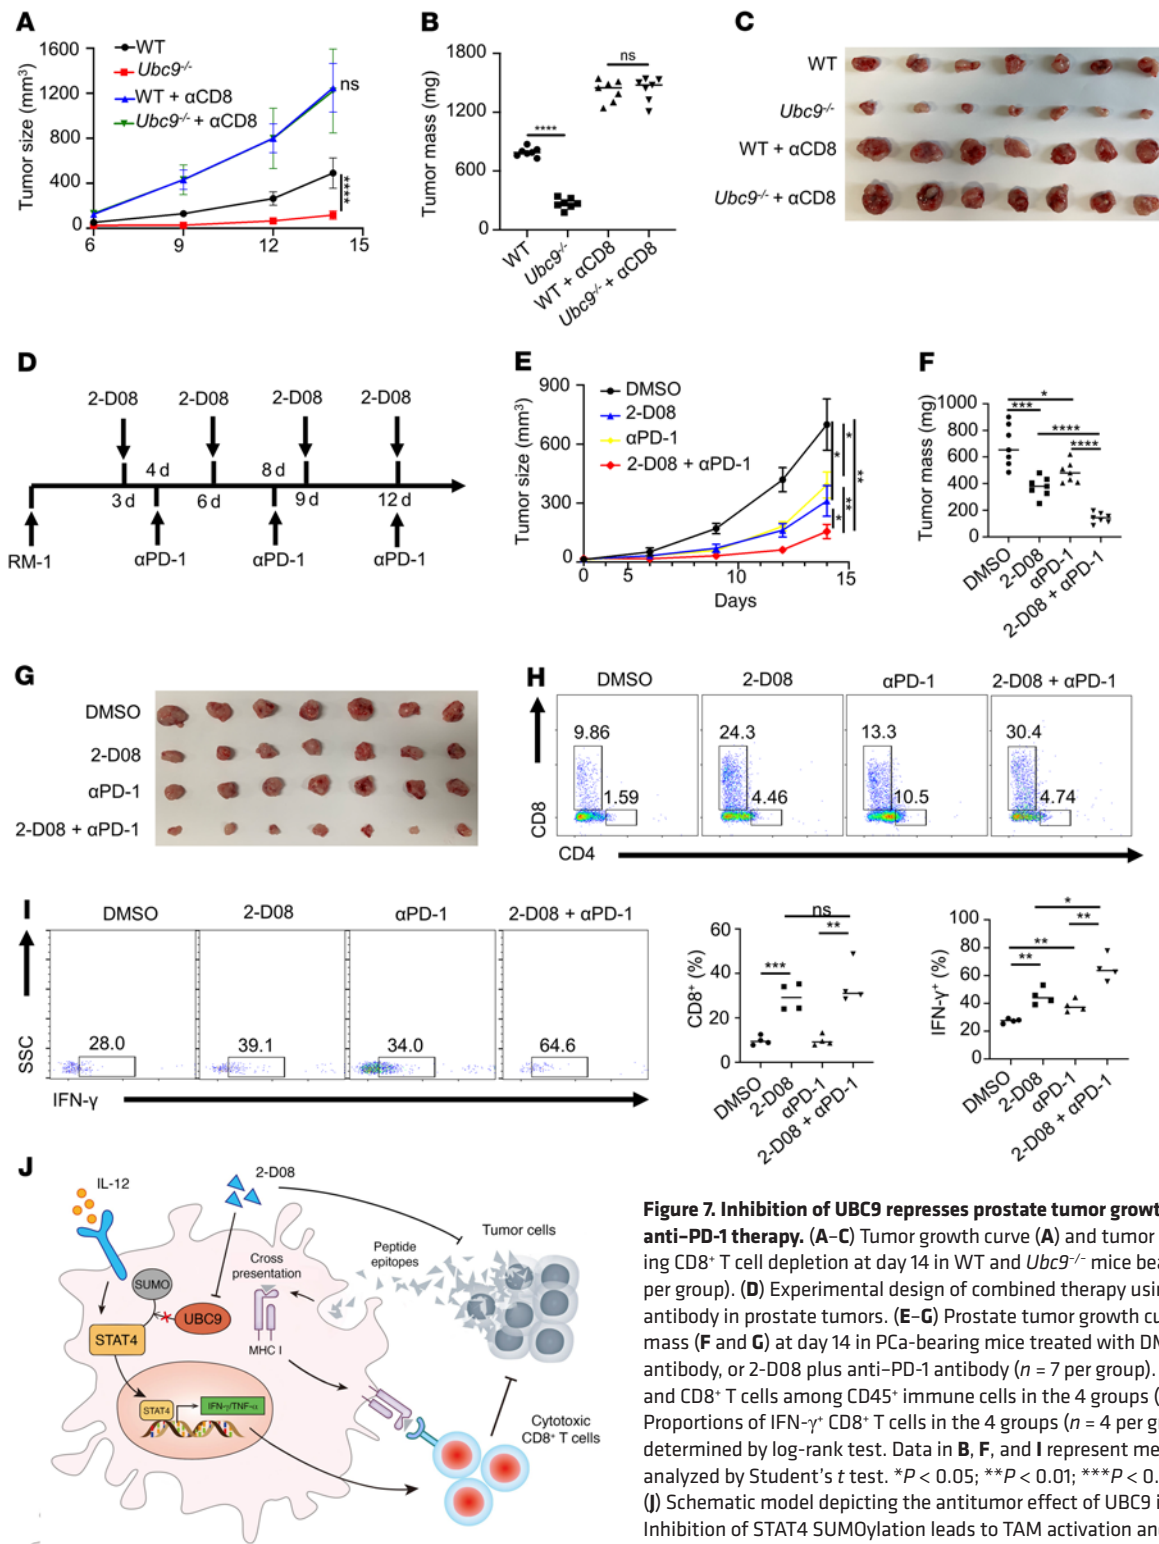 A
1600
1200
800
400
0
Tumor size (mm³)
6
9
12
15
WT
Ubc9-/-
WT + αCD8
Ubc9-/- + αCD8
ns
****
B
1800
1200
600
0
Tumor mass (mg)
ns
****
WT
Ubc9-/-
WT + αCD8
Ubc9-/- + αCD8
C
WT
Ubc9-/-
WT + αCD8
Ubc9-/- + αCD8
D
2-D08 2-D08 2-D08 2-D08
4 d 8 d
3 d 6 d 9 d 12 d
RM-1 αPD-1 αPD-1 αPD-1
E
900
600
300
0
Tumor size (mm³)
0 5 10 15
Days
DMSO
2-D08
αPD-1
2-D08 + αPD-1
* * **
**
*
F
1000
800
600
400
200
0
Tumor mass (mg)
*
***
****
****
DMSO
2-D08
αPD-1
2-D08 + αPD-1
G
DMSO
2-D08
αPD-1
2-D08 + αPD-1
H
DMSO 2-D08 αPD-1 2-D08 + αPD-1
9.86 24.3 13.3 30.4
1.59 4.46 10.5 4.74
CD8
CD4
I
DMSO 2-D08 αPD-1 2-D08 + αPD-1
28.0 39.1 34.0 64.6
SSC
IFN-γ
60
40
20
0
CD8⁺ (%)
ns
**
***
DMSO
2-D08
αPD-1
2-D08 + αPD-1
100
80
60
40
20
0
IFN-γ⁺ (%)
*
**
**
**
DMSO
2-D08
αPD-1
2-D08 + αPD-1
J
IL-12
2-D08
Tumor cells
Peptide
epitopes
Cross
presentation
SUMO
UBC9
STAT4
MHC I
STAT4
IFN-γ/TNF-α
Cytotoxic
CD8⁺ T cells
Figure 7. Inhibition of UBC9 represses prostate tumor growt
anti–PD-1 therapy. (A–C) Tumor growth curve (A) and tumor
ing CD8⁺ T cell depletion at day 14 in WT and Ubc9–/– mice bea
per group). (D) Experimental design of combined therapy usin
antibody in prostate tumors. (E–G) Prostate tumor growth cu
mass (F and G) at day 14 in PCa-bearing mice treated with DM
antibody, or 2-D08 plus anti–PD-1 antibody (n = 7 per group).
and CD8⁺ T cells among CD45⁺ immune cells in the 4 groups (
Proportions of IFN-γ⁺ CD8⁺ T cells in the 4 groups (n = 4 per gr
determined by log-rank test. Data in B, F, and I represent me
analyzed by Student's t test. *P < 0.05; **P < 0.01; ***P < 0.
(J) Schematic model depicting the antitumor effect of UBC9 i
Inhibition of STAT4 SUMOylation leads to TAM activation an